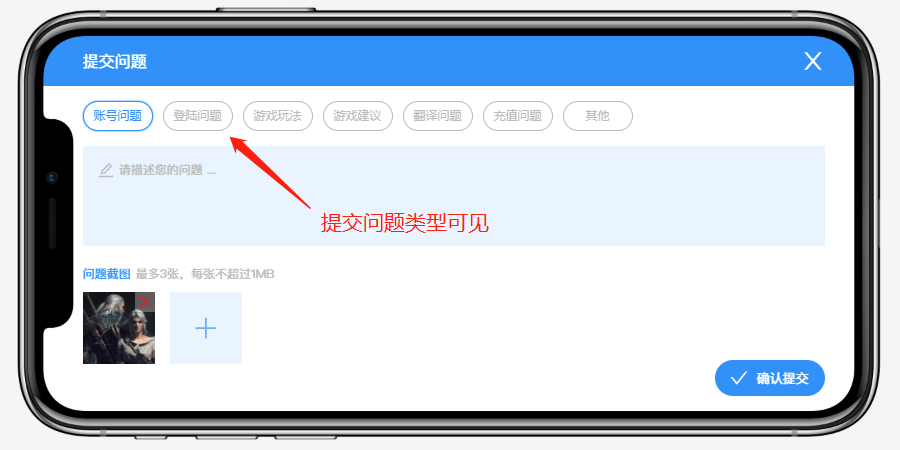 提交问题 X
账号问题 登陆问题 游戏玩法 游戏建议 翻译问题 充值问题 其他
请描述您的问题 ...
提交问题类型可见
问题截图 最多3张，每张不超过1MB
确认提交